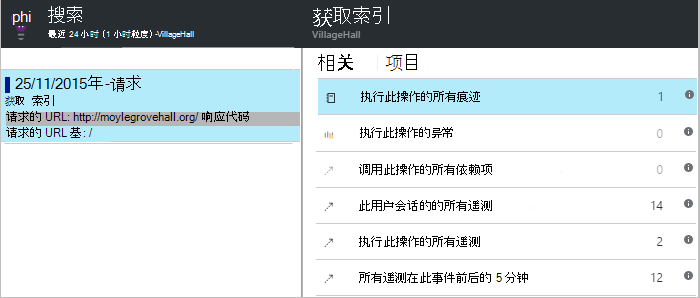 phi 搜索
最近 24 小时 (1 小时粒度) -VillageHall
25/11/2015年 -请求
获取 索引
请求的 URL: http://moylegrovehall.org/ 响应代码
请求的 URL 基 : /
获取索引
VillageHall
相关 项目
执行此操作的所有痕迹 1
执行此操作的异常 0
调用此操作的所有依赖项 0
此用户会话的的所有遥测 14
执行此操作的所有遥测 2
所有遥测在此事件前后的 5 分钟 12